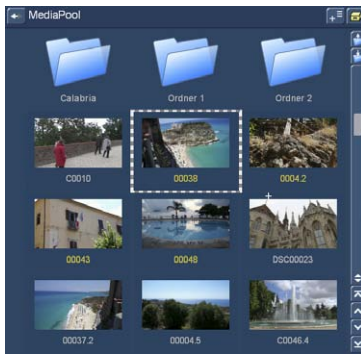 MediaPool
Calabria
Ordner 1
Ordner 2
C0010
00038
0004.2
00043
00048
DSC00023
00037.2
00004.5
C0046.4